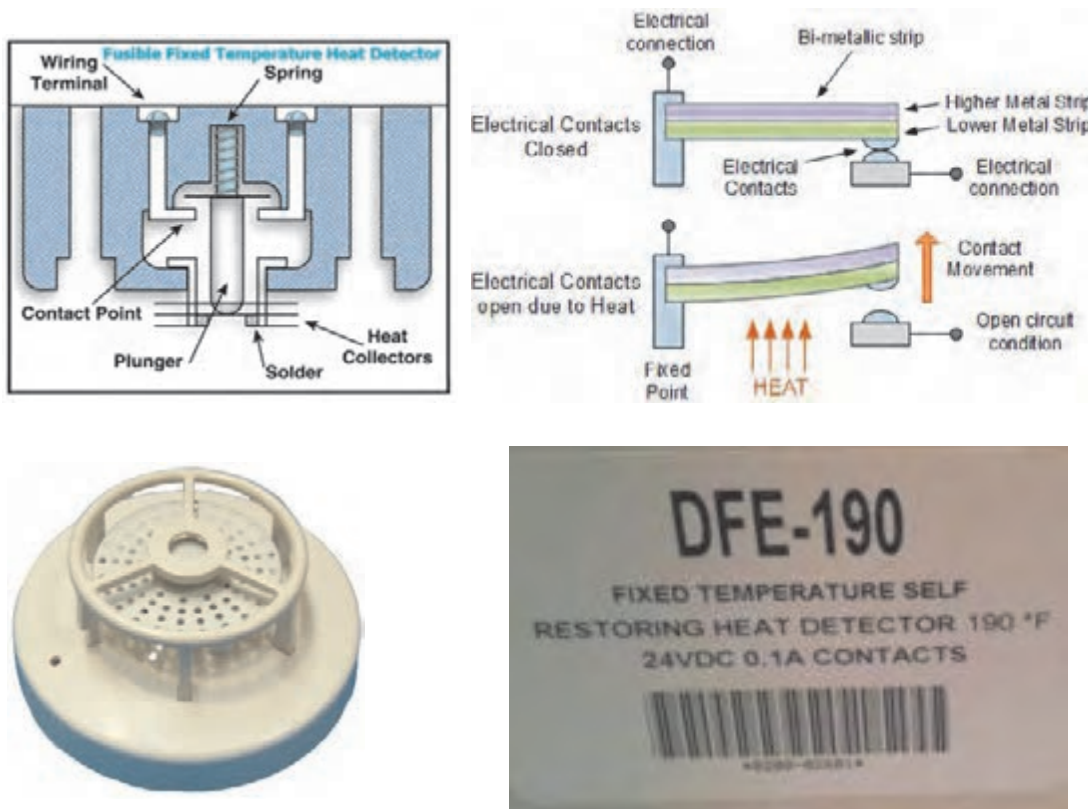 Fusible Fixed Temperature Heat Detector
Wiring
Terminal
Spring
Contact Point
Plunger
Solder
Heat
Collectors
Electrical
connection
Bi-metallic strip
Higher Metal Strip
Lower Metal Strip
Electrical Contacts
Closed
Electrical
Contacts
Electrical
connection
Electrical Contacts
open due to Heat
Contact
Movement
Open circuit
condition
Fixed
Point
HEAT
DFE-190
FIXED TEMPERATURE SELF
RESTORING HEAT DETECTOR 190 °F
24VDC 0.1A CONTACTS